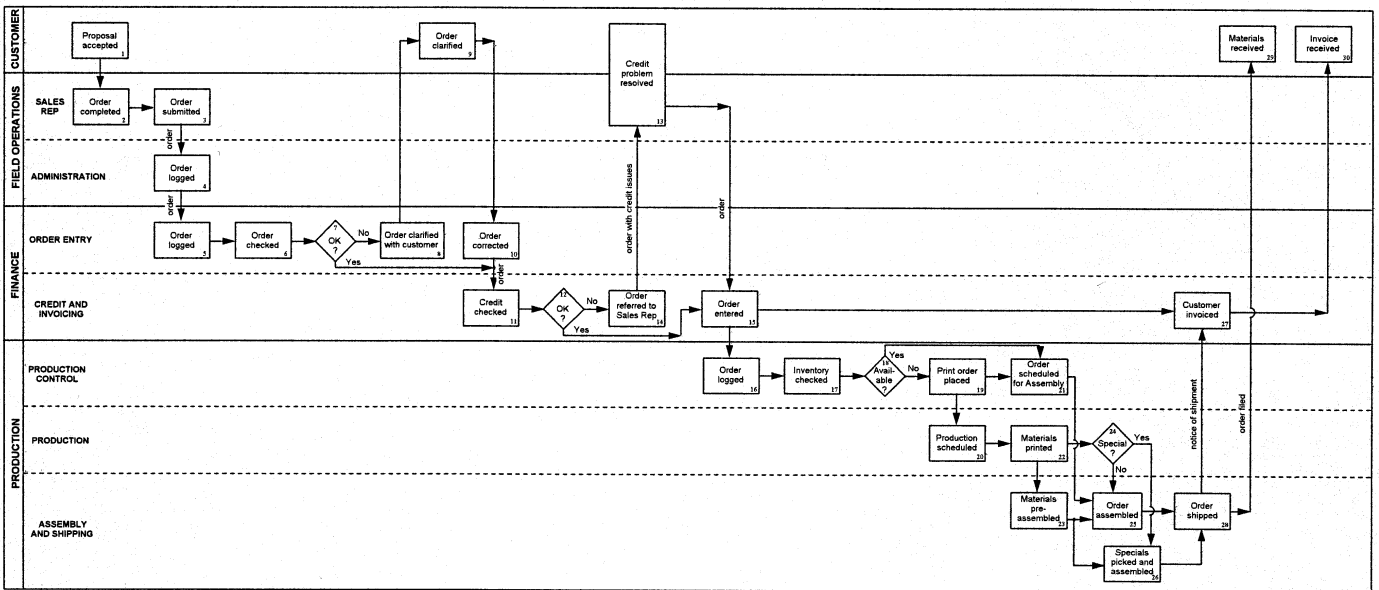 CUSTOMER
Proposal
accepted
1
Order
clarified
9
Credit
problem
resolved
13
Materials
received
29
Invoice
received
30
FIELD OPERATIONS
SALES
REP
Order
completed
2
Order
submitted
3
order
ADMINISTRATION
Order
logged
4
order
order with credit issues
order
FINANCE
ORDER ENTRY
Order
logged
5
Order
checked
6
7
OK
?
No
Yes
Order clarified
with customer
8
Order
corrected
10
order
CREDIT AND
INVOICING
Credit
checked
11
12
OK
?
No
Yes
Order
referred to
Sales Rep
14
Order
entered
15
Customer
invoiced
27
PRODUCTION
PRODUCTION
CONTROL
Order
logged
16
Inventory
checked
17
18
Avail-
able
?
Yes
No
Print order
placed
19
Order
scheduled
for Assembly
21
notice of shipment
order filed
PRODUCTION
Production
scheduled
20
Materials
printed
22
24
Special
?
Yes
No
ASSEMBLY
AND SHIPPING
Materials
pre-
assembled
23
Order
assembled
25
Order
shipped
28
Specials
picked and
assembled
26